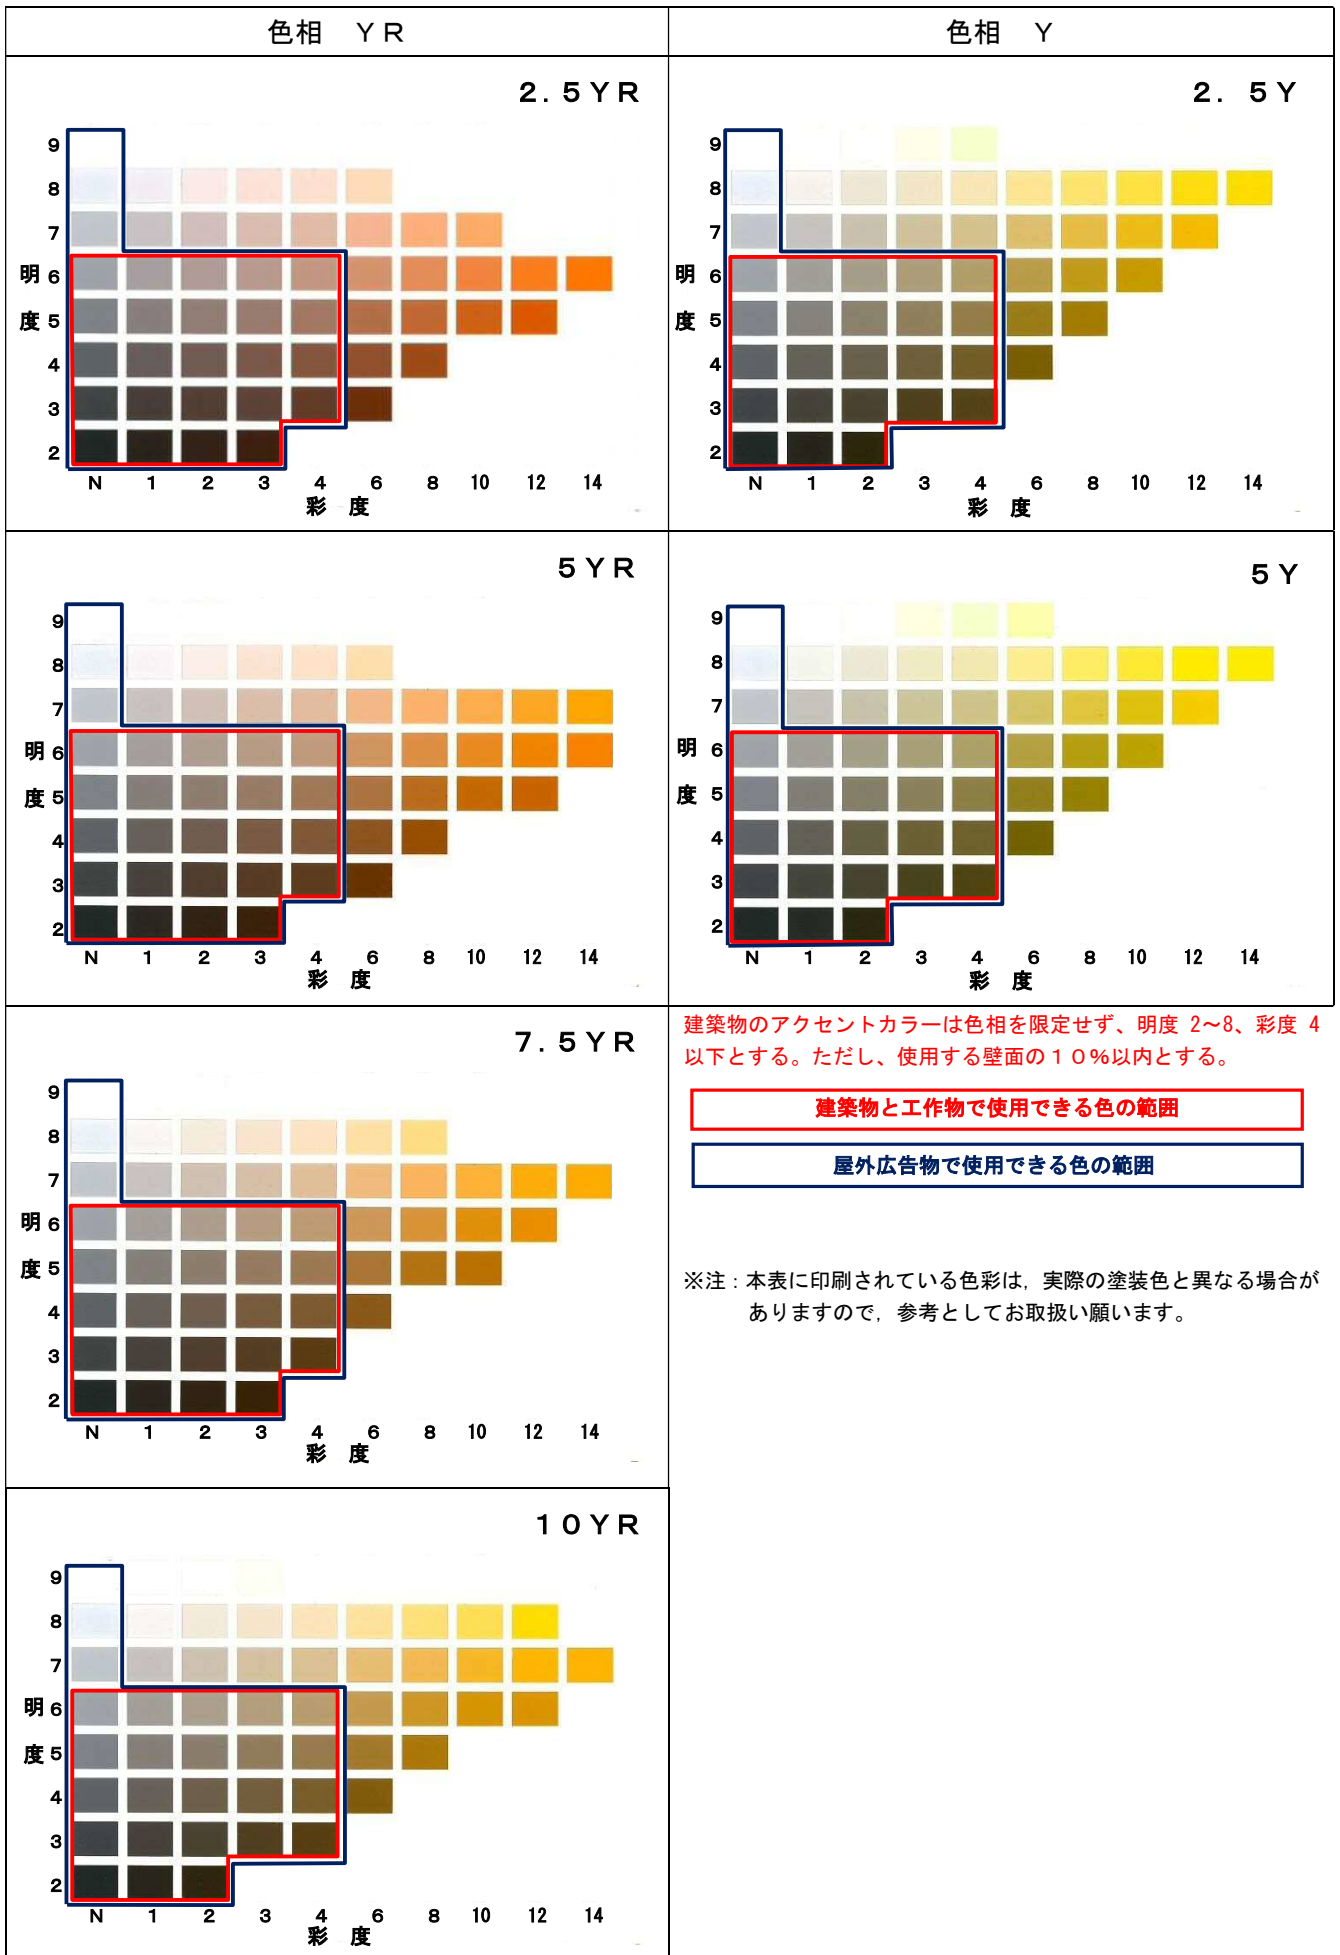 色相　ＹＲ
２.５ＹＲ
9
8
7
明 6
度 5
4
3
2
N 1 2 3 4 6 8 10 12 14
彩 度
５ＹＲ
9
8
7
明 6
度 5
4
3
2
N 1 2 3 4 6 8 10 12 14
彩 度
７.５ＹＲ
9
8
7
明 6
度 5
4
3
2
N 1 2 3 4 6 8 10 12 14
彩 度
１０ＹＲ
9
8
7
明 6
度 5
4
3
2
N 1 2 3 4 6 8 10 12 14
彩 度
色相　Ｙ
２.５Ｙ
9
8
7
明 6
度 5
4
3
2
N 1 2 3 4 6 8 10 12 14
彩 度
５Ｙ
9
8
7
明 6
度 5
4
3
2
N 1 2 3 4 6 8 10 12 14
彩 度
建築物のアクセントカラーは色相を限定せず、明度 2～8、彩度 4
以下とする。ただし、使用する壁面の１０％以内とする。
建築物と工作物で使用できる色の範囲
屋外広告物で使用できる色の範囲
※注：本表に印刷されている色彩は，実際の塗装色と異なる場合が
ありますので，参考としてお取扱い願います。